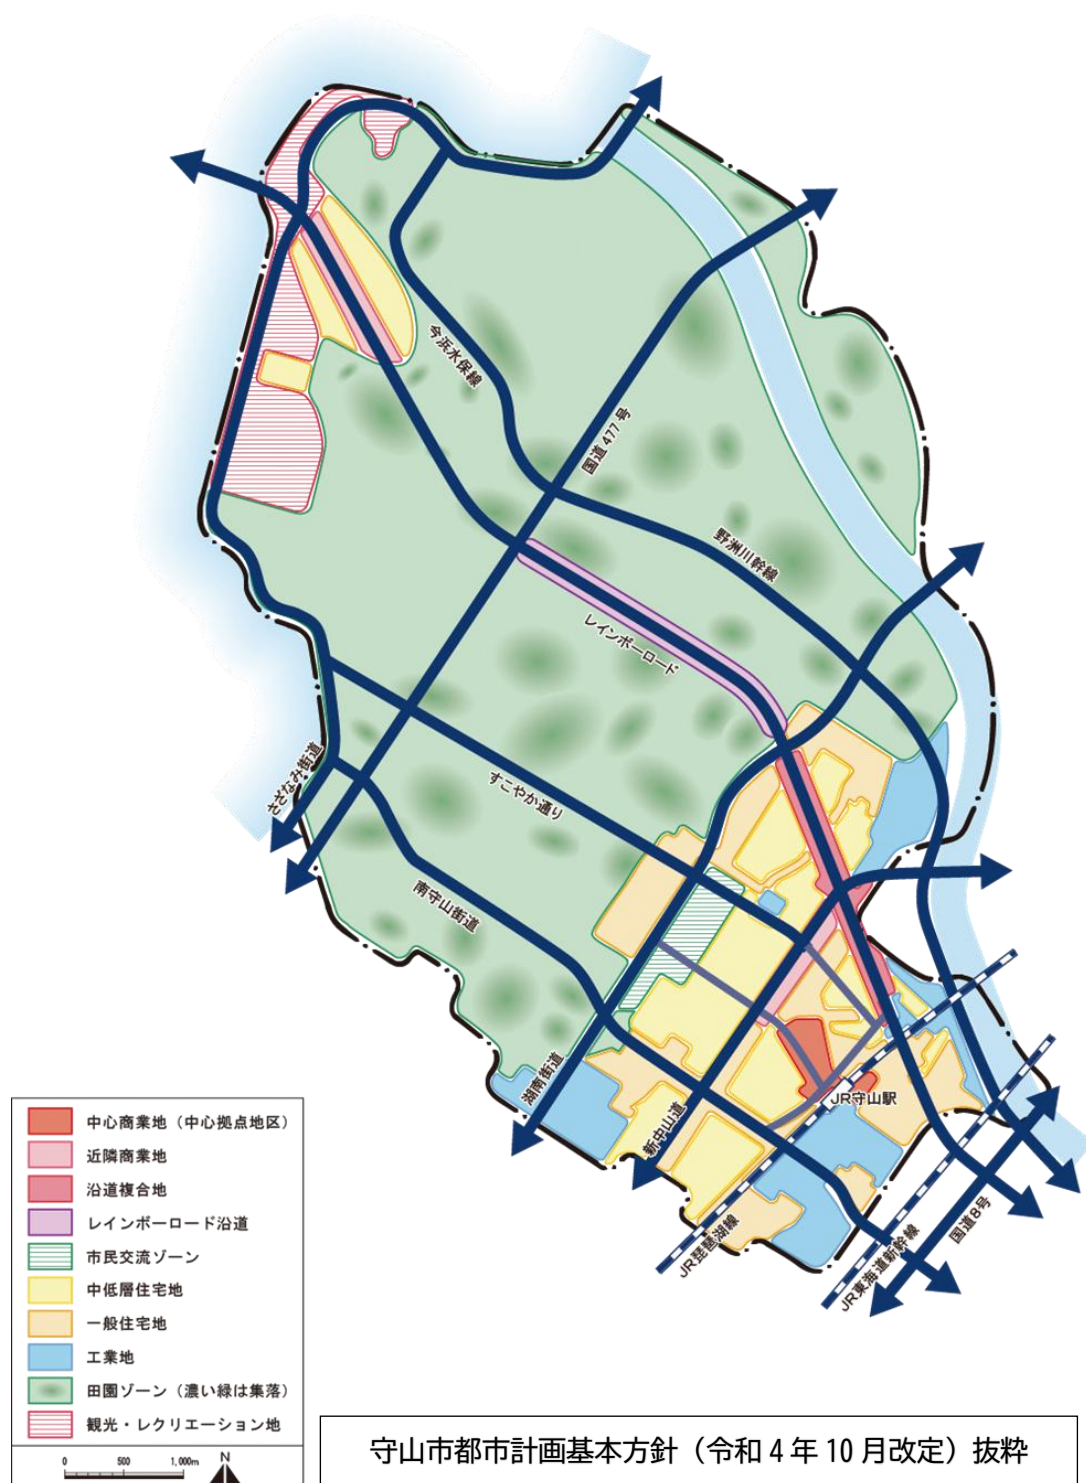 今浜水保線
国道477号
野洲川幹線
レインボーロード
さざなみ街道
すこやか通り
南守山街道
湖南街道
新中山道
JR守山駅
JR琵琶湖線
JR東海道新幹線
国道8号
中心商業地（中心拠点地区）
近隣商業地
沿道複合地
レインボーロード沿道
市民交流ゾーン
中低層住宅地
一般住宅地
工業地
田園ゾーン（濃い緑は集落）
観光・レクリエーション地
0 500 1,000m N
守山市都市計画基本方針（令和4年10月改定）抜粋